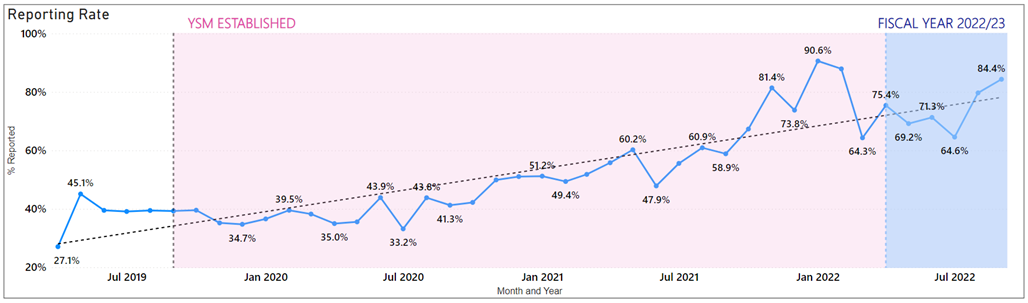 Reporting Rate
YSM ESTABLISHED
FISCAL YEAR 2022/23
100%
80%
60%
40%
20%
% Reported
27.1%
45.1%
34.7%
39.5%
35.0%
43.9%
33.2%
43.8%
41.3%
51.2%
49.4%
60.2%
47.9%
60.9%
58.9%
81.4%
73.8%
90.6%
64.3%
75.4%
69.2%
71.3%
64.6%
84.4%
Jul 2019
Jan 2020
Jul 2020
Jan 2021
Jul 2021
Jan 2022
Jul 2022
Month and Year